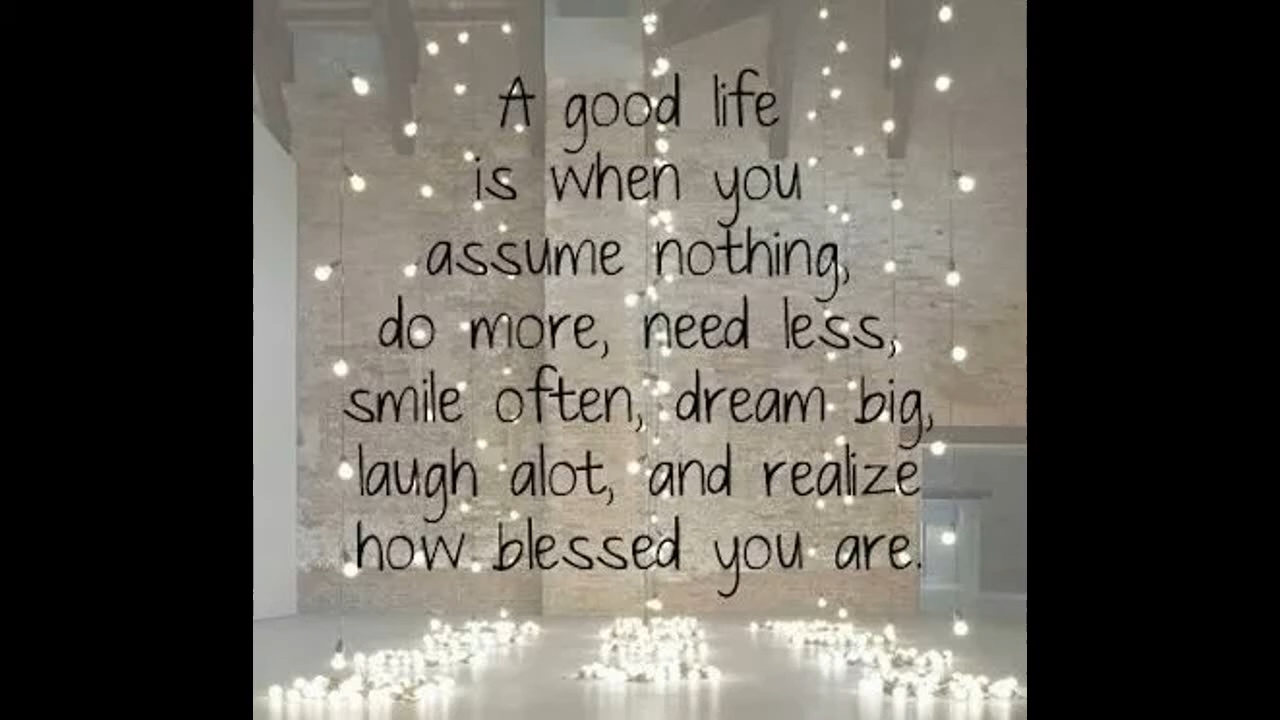 A good life
is when you
assume nothing,
do more, need less,
smile often, dream big,
laugh alot, and realize
how blessed you are.